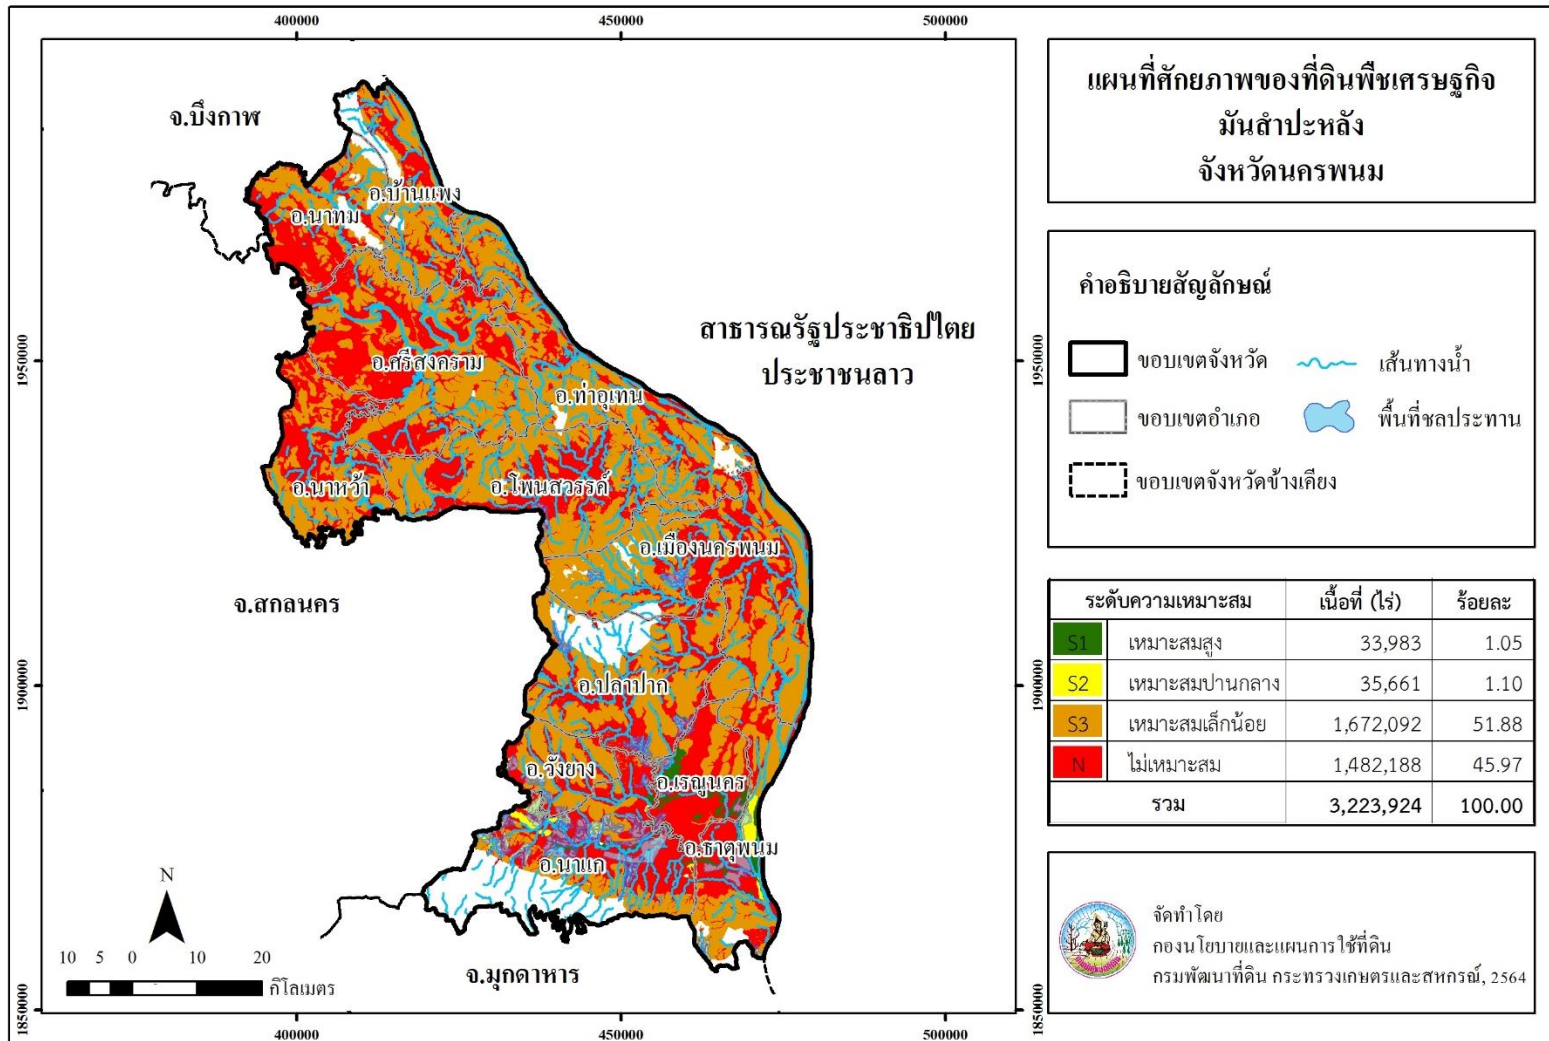 400000
450000
500000
จ.บึงกาฬ
อ.บ้านแพง
อ.นาทม
อ.ศรีสงคราม
อ.ท่าอุเทน
อ.นาหว้า
อ.โพนสวรรค์
อ.เมืองนครพนม
จ.สกลนคร
อ.ปลาปาก
อ.วังยาง
อ.เรณูนคร
อ.ธาตุพนม
อ.นาแก
จ.มุกดาหาร
สาธารณรัฐประชาธิปไตย
ประชาชนลาว
1950000
1900000
1850000
1950000
1900000
1850000
N
10 5 0 10 20
กิโลเมตร
400000
450000
500000
แผนที่ศักยภาพของที่ดินพืชเศรษฐกิจ
มันสำปะหลัง
จังหวัดนครพนม
คำอธิบายสัญลักษณ์
ขอบเขตจังหวัด เส้นทางน้ำ
ขอบเขตอำเภอ พื้นที่ชลประทาน
ขอบเขตจังหวัดข้างเคียง
ระดับความเหมาะสม เนื้อที่ (ไร่) ร้อยละ
S1 เหมาะสมสูง 33,983 1.05
S2 เหมาะสมปานกลาง 35,661 1.10
S3 เหมาะสมเล็กน้อย 1,672,092 51.88
N ไม่เหมาะสม 1,482,188 45.97
รวม 3,223,924 100.00
จัดทำโดย
กองนโยบายและแผนการใช้ที่ดิน
กรมพัฒนาที่ดิน กระทรวงเกษตรและสหกรณ์, 2564